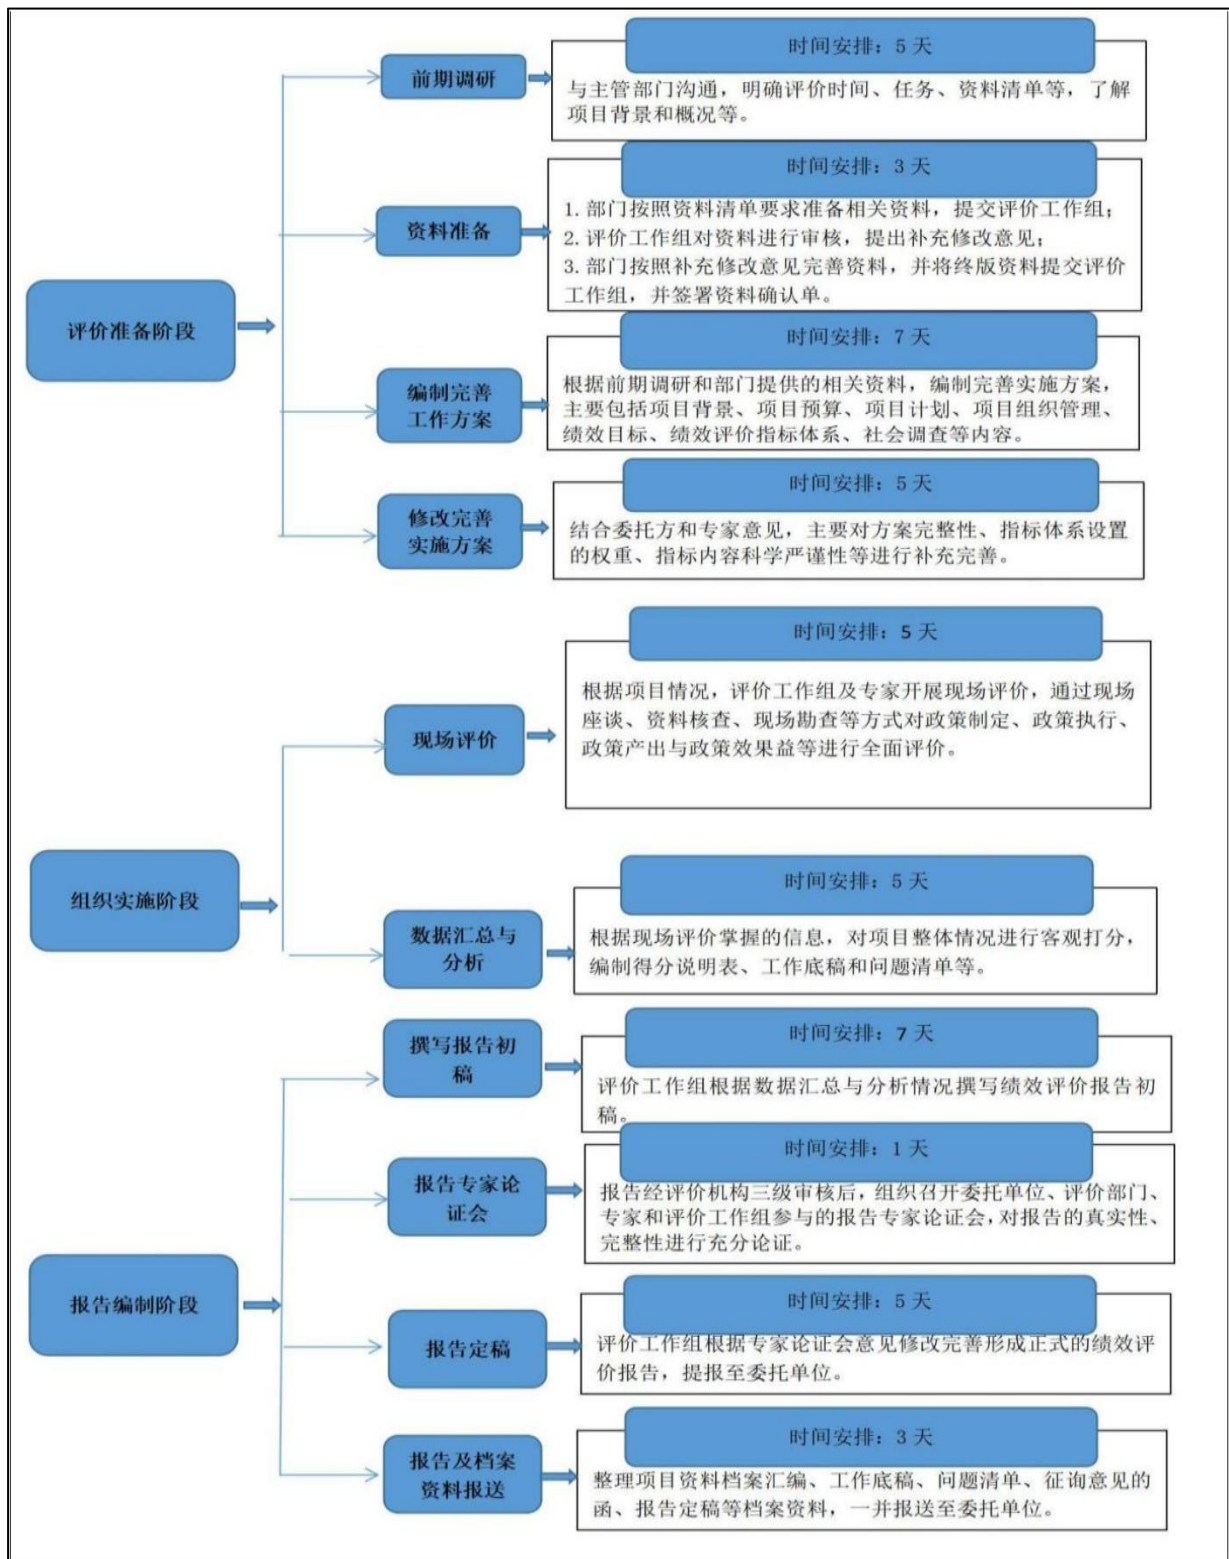 时间安排：5 天
前期调研
与主管部门沟通，明确评价时间、任务、资料清单等，了解
项目背景和概况等。
时间安排：3 天
资料准备
1. 部门按照资料清单要求准备相关资料，提交评价工作组；
2. 评价工作组对资料进行审核，提出补充修改意见；
3. 部门按照补充修改意见完善资料，并将终版资料提交评价
工作组，并签署资料确认单。
评价准备阶段
时间安排：7 天
编制完善
工作方案
根据前期调研和部门提供的相关资料，编制完善实施方案，
主要包括项目背景、项目预算、项目计划、项目组织管理、
绩效目标、绩效评价指标体系、社会调查等内容。
时间安排：5 天
修改完善
实施方案
结合委托方和专家意见，主要对方案完整性、指标体系设置
的权重、指标内容科学严谨性等进行补充完善。
时间安排：5 天
现场评价
根据项目情况，评价工作组及专家开展现场评价，通过现场
座谈、资料核查、现场勘查等方式对政策制定、政策执行、
政策产出与政策效果益等进行全面评价。
组织实施阶段
时间安排：5 天
数据汇总与
分析
根据现场评价掌握的信息，对项目整体情况进行客观打分，
编制得分说明表、工作底稿和问题清单等。
时间安排：7 天
撰写报告初
稿
评价工作组根据数据汇总与分析情况撰写绩效评价报告初
稿。
时间安排：1 天
报告专家论
证会
报告经评价机构三级审核后，组织召开委托单位、评价部门、
专家和评价工作组参与的报告专家论证会，对报告的真实性、
完整性进行充分论证。
报告编制阶段
时间安排：5 天
报告定稿
评价工作组根据专家论证会意见修改完善形成正式的绩效评
价报告，提报至委托单位。
时间安排：3 天
报告及档案
资料报送
整理项目资料档案汇编、工作底稿、问题清单、征询意见的
函、报告定稿等档案资料，一并报送至委托单位。